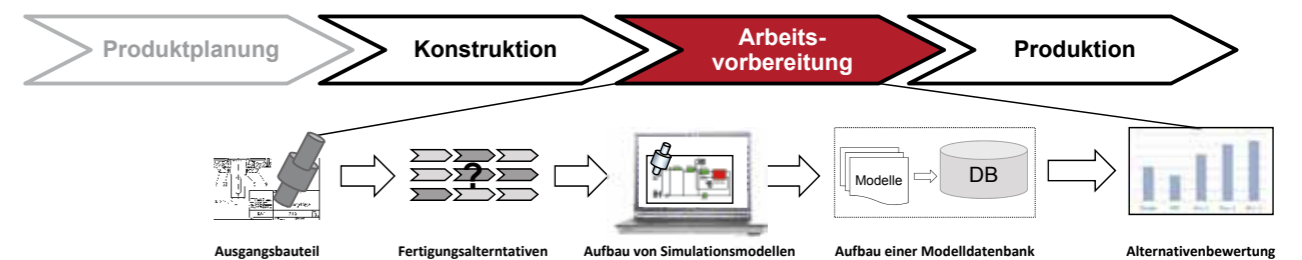 Produktplanung
Konstruktion
Arbeits-
vorbereitung
Produktion
?
Modelle
DB
Ausgangsbauteil
Fertigungsalterntativen
Aufbau von Simulationsmodellen
Aufbau einer Modelldatenbank
Alternativenbewertung